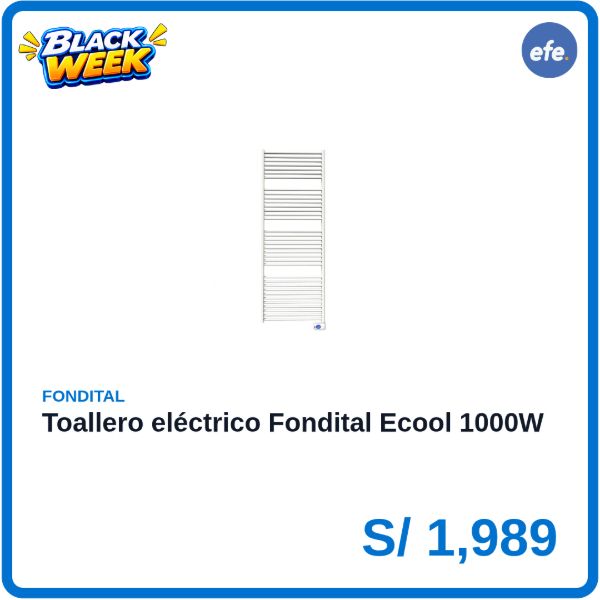 BLACK
WEEK
efe.
FONDITAL
Toallero eléctrico Fondital Ecool 1000W
S/ 1,989